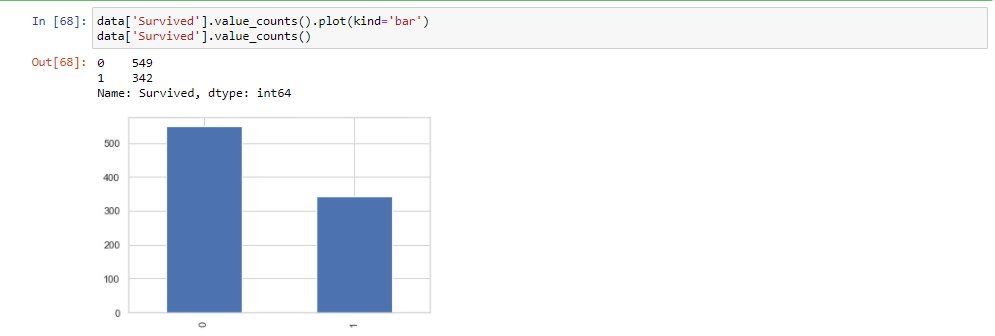 In [68]: data['Survived'].value_counts().plot(kind='bar')
data['Survived'].value_counts()
Out[68]: 0    549
1    342
Name: Survived, dtype: int64
500
400
300
200
100
0
0
1